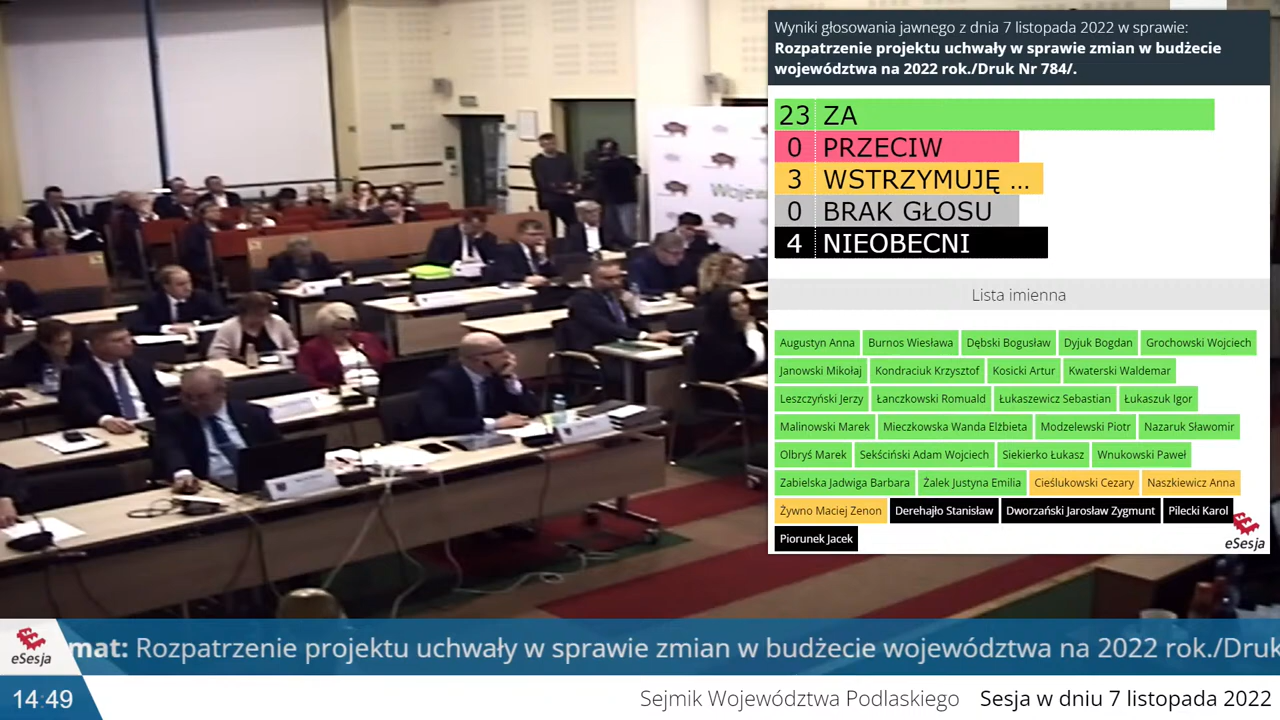 Wyniki głosowania jawnego z dnia 7 listopada 2022 w sprawie:
Rozpatrzenie projektu uchwały w sprawie zmian w budżecie
województwa na 2022 rok./Druk Nr 784/.
23 ZA
0 PRZECIW
3 WSTRZYMUJĘ ...
0 BRAK GŁOSU
4 NIEOBECNI
Lista imienna
Augustyn Anna Burnos Wiesława Dębski Bogusław Dyjuk Bogdan Grochowski Wojciech
Janowski Mikołaj Kondraciuk Krzysztof Kosicki Artur Kwaterski Waldemar
Leszczyński Jerzy Łanczkowski Romuald Łukaszewicz Sebastian Łukaszuk Igor
Malinowski Marek Mieczkowska Wanda Elżbieta Modzelewski Piotr Nazaruk Sławomir
Olbryś Marek Sekściński Adam Wojciech Siekierko Łukasz Wnukowski Paweł
Zabielska Jadwiga Barbara Żalek Justyna Emilia Cieślukowski Cezary Naszkiewicz Anna
Żywno Maciej Zenon Derehajło Stanisław Dworzański Jarosław Zygmunt Pilecki Karol
Piorunek Jacek
eSesja
Wojew
mat: Rozpatrzenie projektu uchwały w sprawie zmian w budżecie województwa na 2022 rok./Druk
eSesja
14:49
Sejmik Województwa Podlaskiego Sesja w dniu 7 listopada 2022